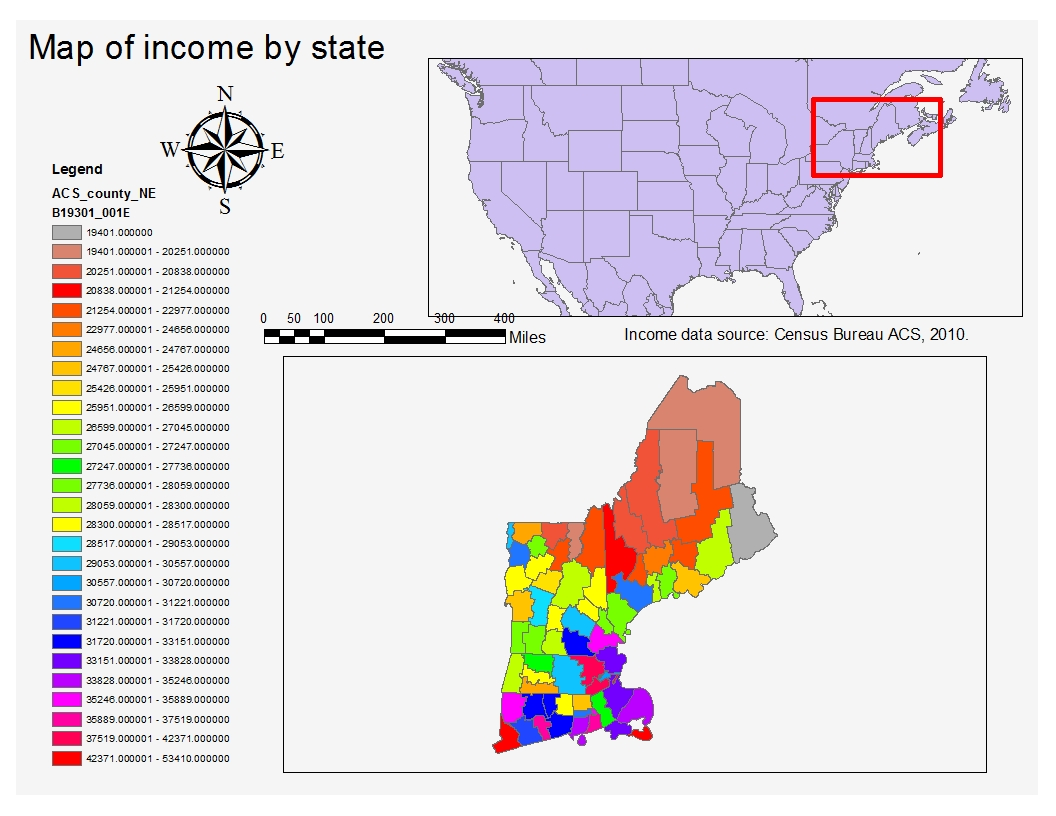 Map of income by state
N
W E
S
Legend
ACS_county_NE
B19301_001E
19401.000000
19401.000001 - 20251.000000
20251.000001 - 20838.000000
20838.000001 - 21254.000000
21254.000001 - 22977.000000
22977.000001 - 24656.000000
24656.000001 - 24767.000000
24767.000001 - 25426.000000
25426.000001 - 25951.000000
25951.000001 - 26599.000000
26599.000001 - 27045.000000
27045.000001 - 27247.000000
27247.000001 - 27736.000000
27736.000001 - 28059.000000
28059.000001 - 28300.000000
28300.000001 - 28517.000000
28517.000001 - 29053.000000
29053.000001 - 30557.000000
30557.000001 - 30720.000000
30720.000001 - 31221.000000
31221.000001 - 31720.000000
31720.000001 - 33151.000000
33151.000001 - 33828.000000
33828.000001 - 35246.000000
35246.000001 - 35889.000000
35889.000001 - 37519.000000
37519.000001 - 42371.000000
42371.000001 - 53410.000000
0 50 100 200 300 400
Miles
Income data source: Census Bureau ACS, 2010.